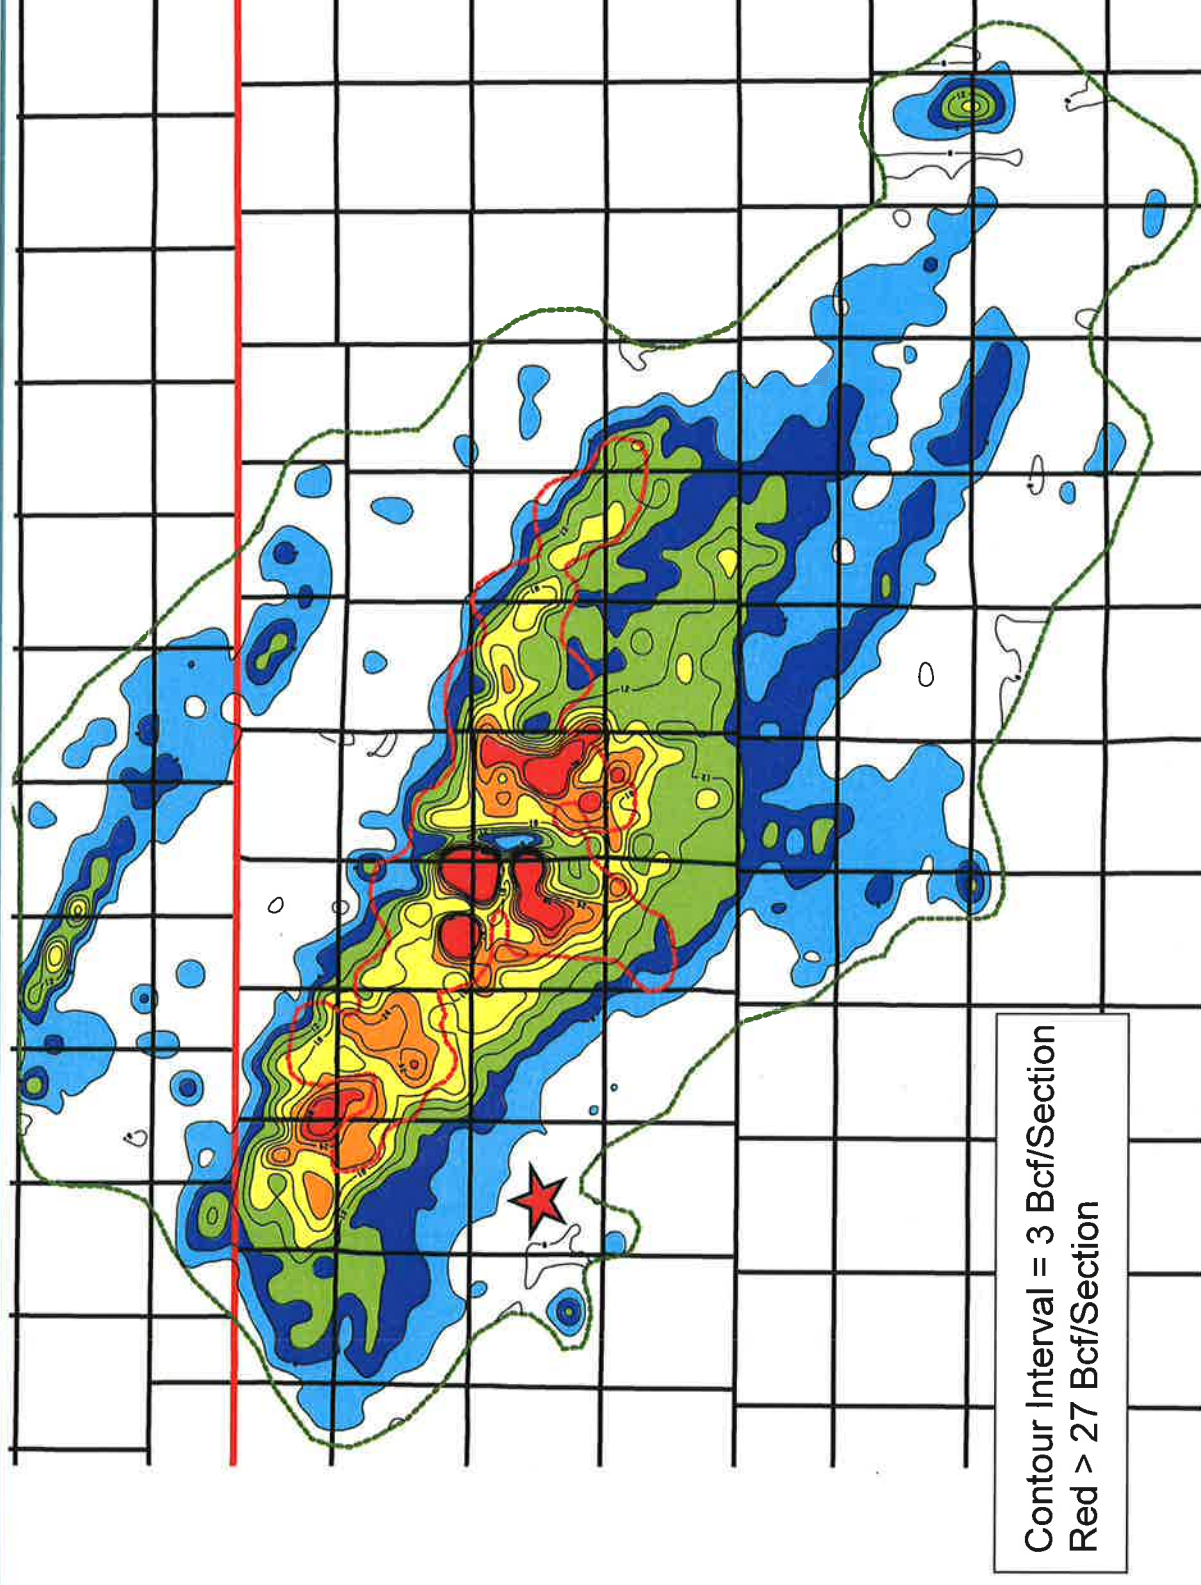 Contour Interval = 3 Bcf/Section
Red > 27 Bcf/Section